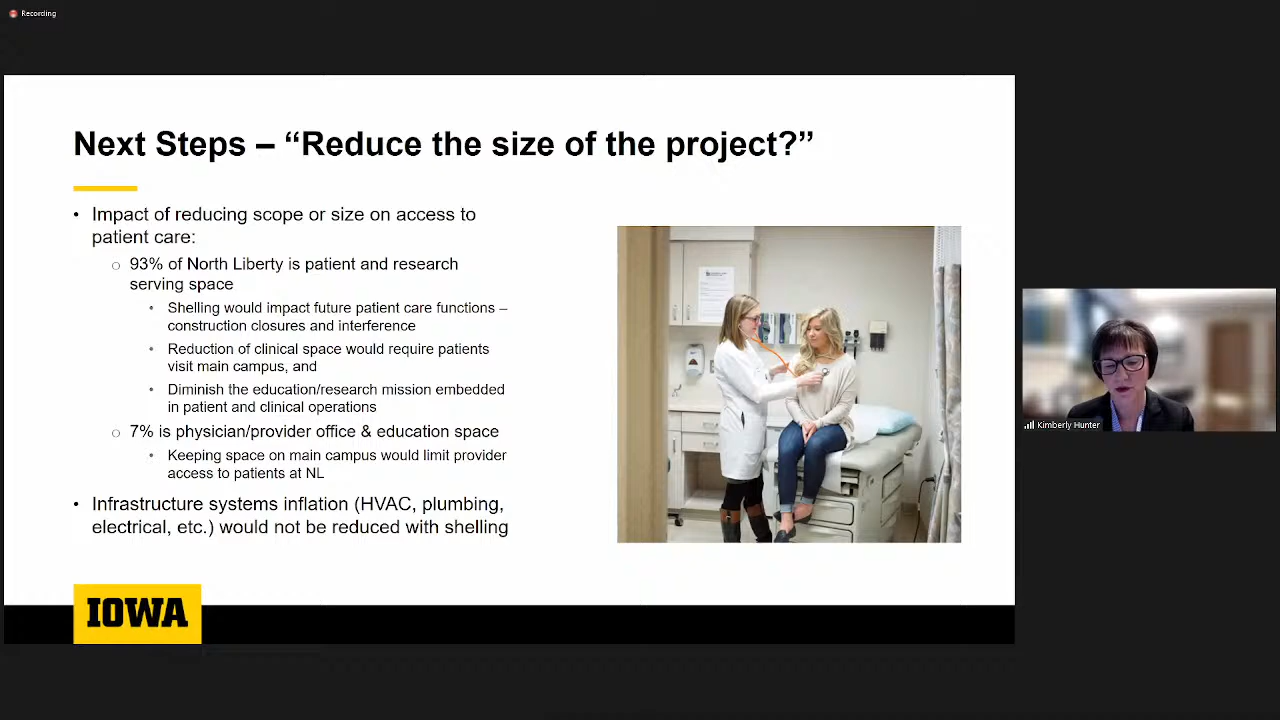 Recording
Next Steps – “Reduce the size of the project?”
• Impact of reducing scope or size on access to
patient care:
○ 93% of North Liberty is patient and research
serving space
• Shelling would impact future patient care functions –
construction closures and interference
• Reduction of clinical space would require patients
visit main campus, and
• Diminish the education/research mission embedded
in patient and clinical operations
○ 7% is physician/provider office & education space
• Keeping space on main campus would limit provider
access to patients at NL
• Infrastructure systems inflation (HVAC, plumbing,
electrical, etc.) would not be reduced with shelling
IOWA
Kimberly Hunter